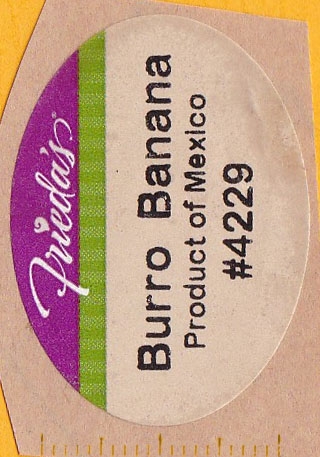 Frieda's®
Burro Banana
Product of Mexico
#4229